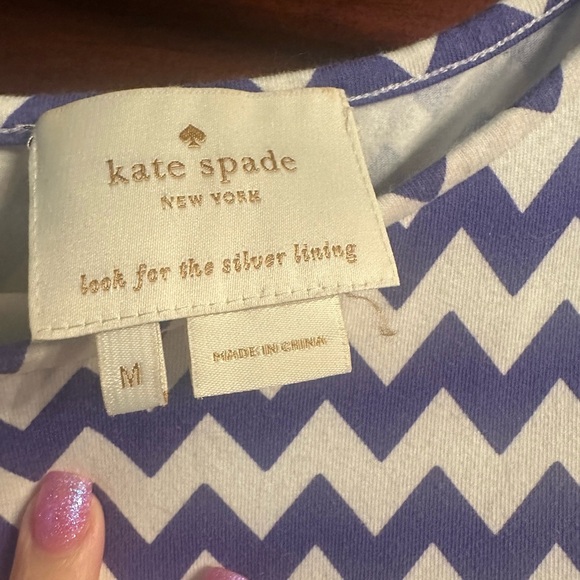 kate spade
NEW YORK
look for the silver lining
M
MADE IN CHINA